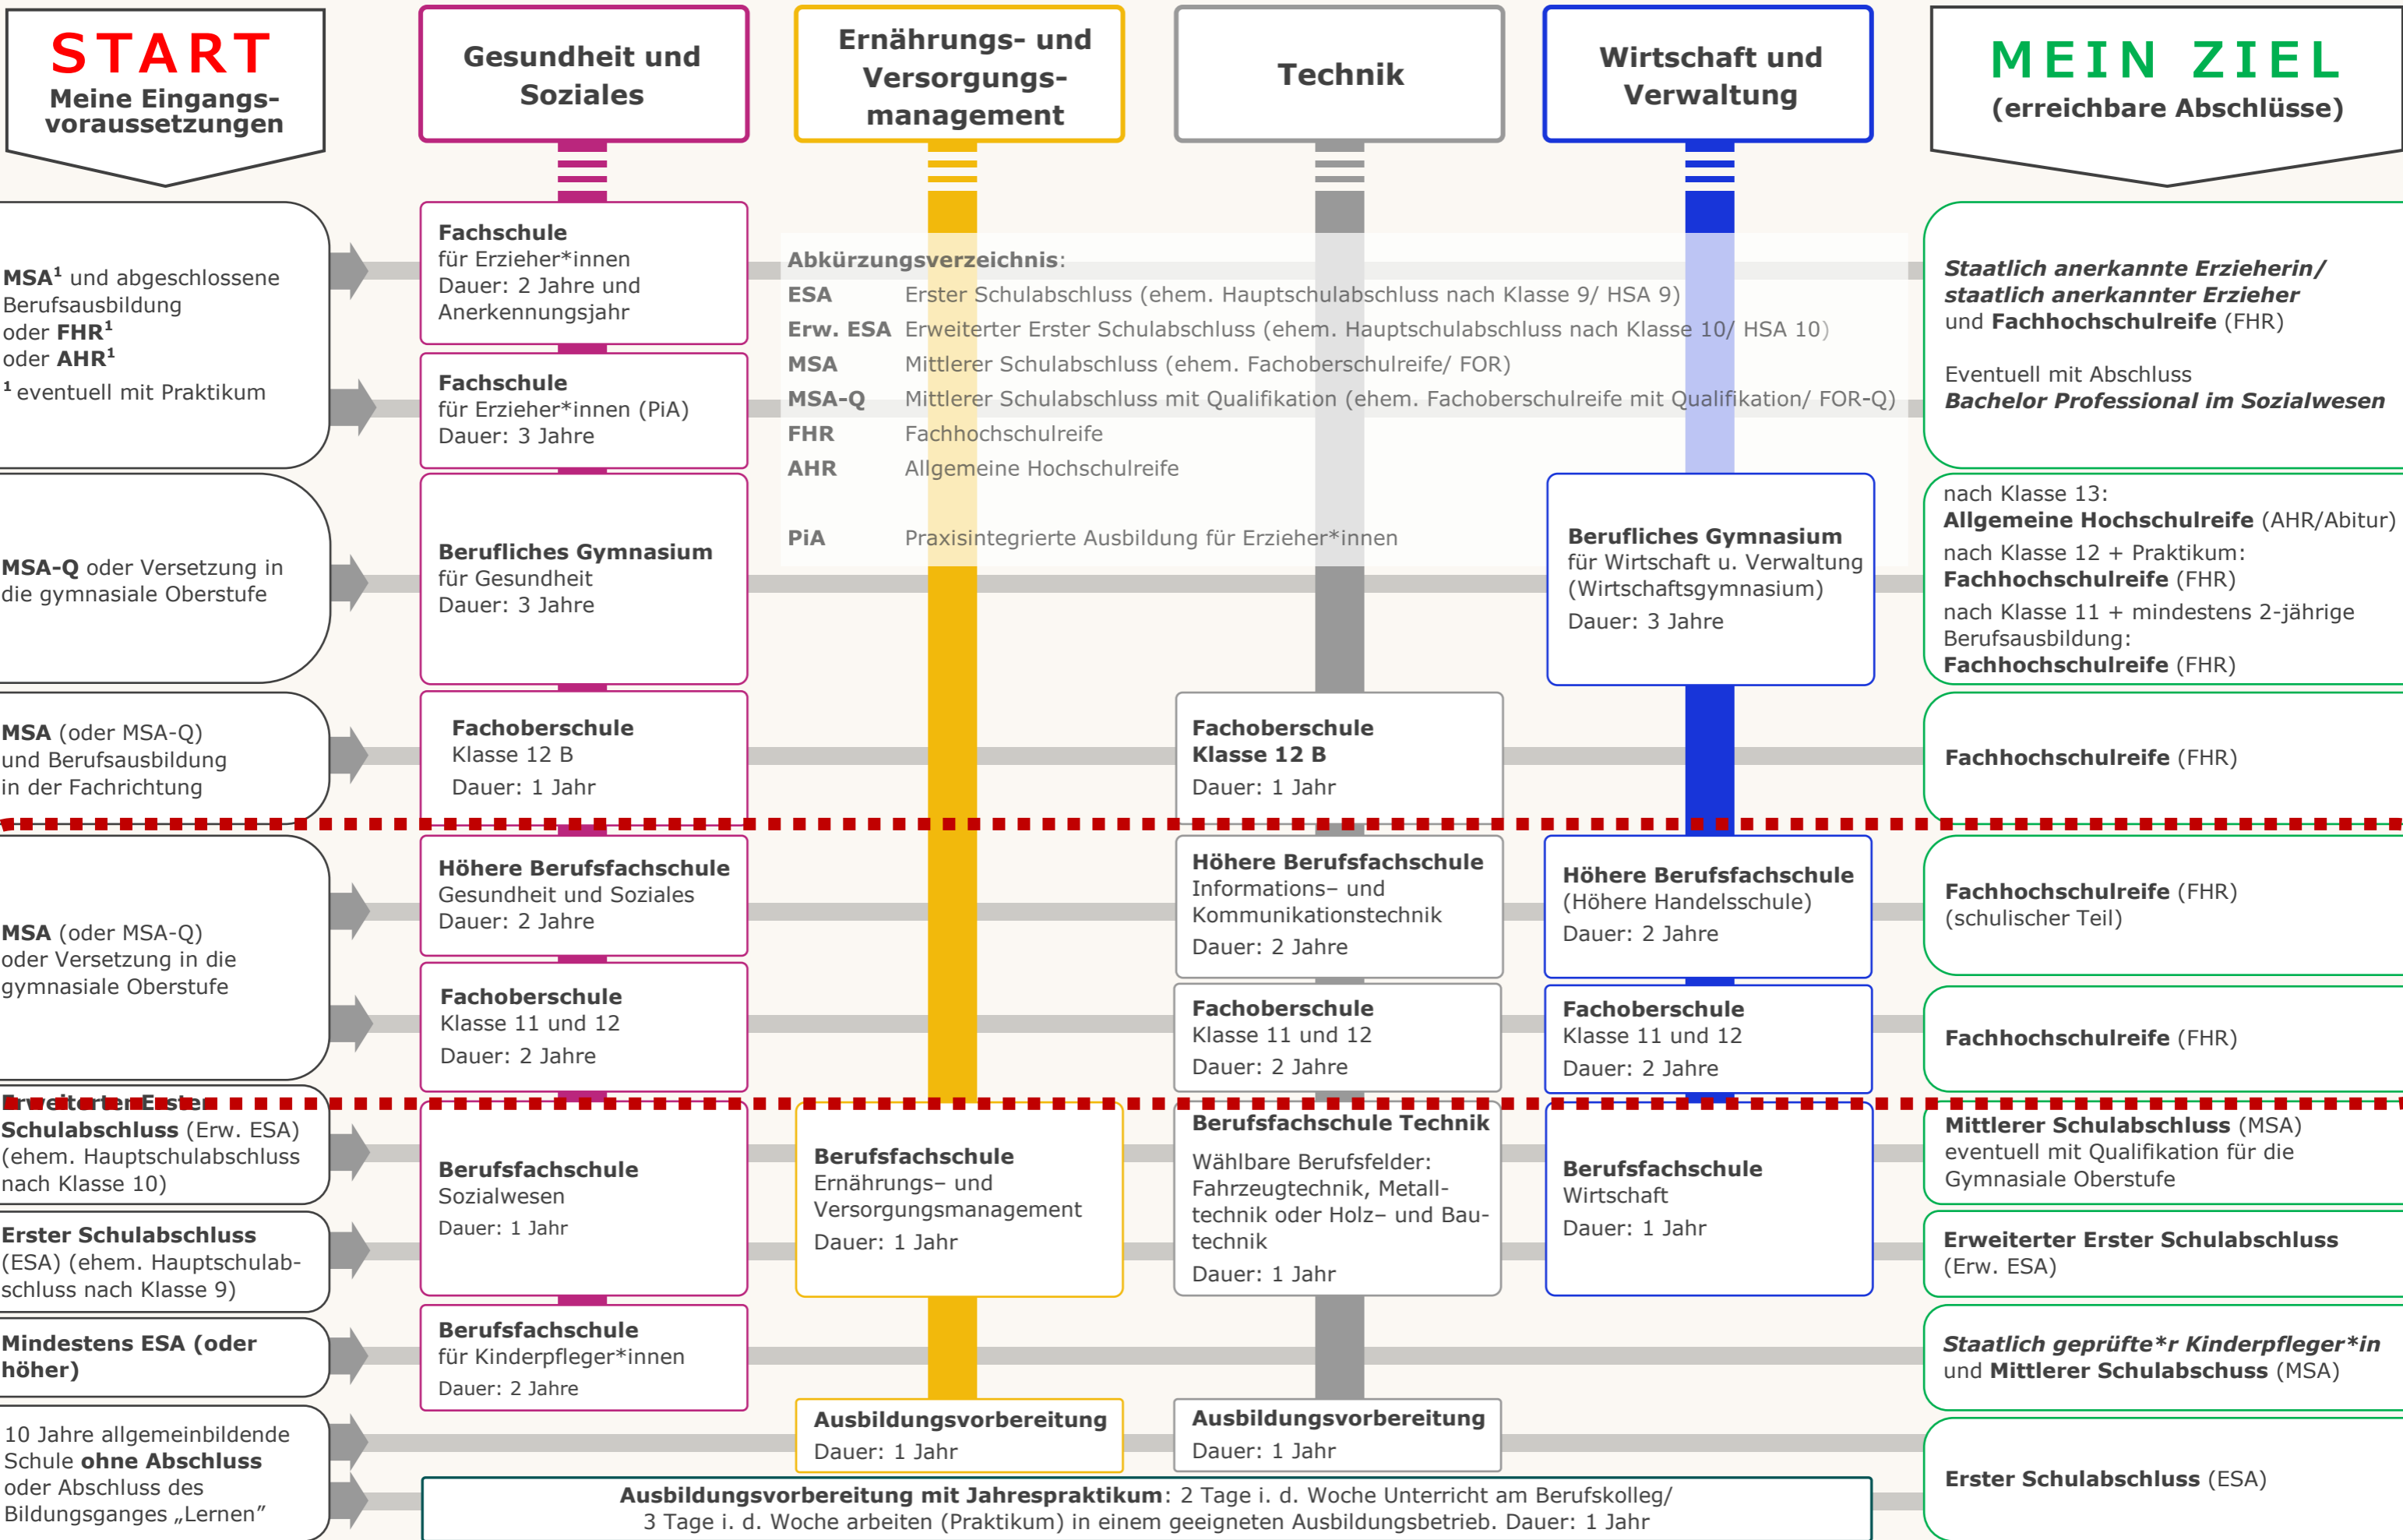 START
Meine Eingangs-
voraussetzungen
Gesundheit und
Soziales
Ernährungs- und
Versorgungs-
management
Technik
Wirtschaft und
Verwaltung
MEIN ZIEL
(erreichbare Abschlüsse)
MSA¹ und abgeschlossene
Berufsausbildung
oder FHR¹
oder AHR¹
¹ eventuell mit Praktikum
Fachschule
für Erzieher*innen
Dauer: 2 Jahre und
Anerkennungsjahr
Fachschule
für Erzieher*innen (PiA)
Dauer: 3 Jahre
Abkürzungsverzeichnis:
ESA Erster Schulabschluss (ehem. Hauptschulabschluss nach Klasse 9/ HSA 9)
Erw. ESA Erweiterter Erster Schulabschluss (ehem. Hauptschulabschluss nach Klasse 10/ HSA 10)
MSA Mittlerer Schulabschluss (ehem. Fachoberschulreife/ FOR)
MSA-Q Mittlerer Schulabschluss mit Qualifikation (ehem. Fachoberschulreife mit Qualifikation/ FOR-Q)
FHR Fachhochschulreife
AHR Allgemeine Hochschulreife
PiA Praxisintegrierte Ausbildung für Erzieher*innen
Staatlich anerkannte Erzieherin/
staatlich anerkannter Erzieher
und Fachhochschulreife (FHR)
Eventuell mit Abschluss
Bachelor Professional im Sozialwesen
MSA-Q oder Versetzung in
die gymnasiale Oberstufe
Berufliches Gymnasium
für Gesundheit
Dauer: 3 Jahre
Berufliches Gymnasium
für Wirtschaft u. Verwaltung
(Wirtschaftsgymnasium)
Dauer: 3 Jahre
nach Klasse 13:
Allgemeine Hochschulreife (AHR/Abitur)
nach Klasse 12 + Praktikum:
Fachhochschulreife (FHR)
nach Klasse 11 + mindestens 2-jährige
Berufsausbildung:
Fachhochschulreife (FHR)
MSA (oder MSA-Q)
und Berufsausbildung
in der Fachrichtung
Fachoberschule
Klasse 12 B
Dauer: 1 Jahr
Fachoberschule
Klasse 12 B
Dauer: 1 Jahr
Fachhochschulreife (FHR)
MSA (oder MSA-Q)
oder Versetzung in die
gymnasiale Oberstufe
Höhere Berufsfachschule
Gesundheit und Soziales
Dauer: 2 Jahre
Höhere Berufsfachschule
Informations– und
Kommunikationstechnik
Dauer: 2 Jahre
Höhere Berufsfachschule
(Höhere Handelsschule)
Dauer: 2 Jahre
Fachhochschulreife (FHR)
(schulischer Teil)
Fachoberschule
Klasse 11 und 12
Dauer: 2 Jahre
Fachoberschule
Klasse 11 und 12
Dauer: 2 Jahre
Fachoberschule
Klasse 11 und 12
Dauer: 2 Jahre
Fachhochschulreife (FHR)
Erweiterter Erster
Schulabschluss (Erw. ESA)
(ehem. Hauptschulabschluss
nach Klasse 10)
Erster Schulabschluss
(ESA) (ehem. Hauptschulab-
schluss nach Klasse 9)
Berufsfachschule
Sozialwesen
Dauer: 1 Jahr
Berufsfachschule
Ernährungs– und
Versorgungsmanagement
Dauer: 1 Jahr
Berufsfachschule Technik
Wählbare Berufsfelder:
Fahrzeugtechnik, Metall-
technik oder Holz– und Bau-
technik
Dauer: 1 Jahr
Berufsfachschule
Wirtschaft
Dauer: 1 Jahr
Mittlerer Schulabschluss (MSA)
eventuell mit Qualifikation für die
Gymnasiale Oberstufe
Erweiterter Erster Schulabschluss
(Erw. ESA)
Mindestens ESA (oder
höher)
Berufsfachschule
für Kinderpfleger*innen
Dauer: 2 Jahre
Staatlich geprüfte*r Kinderpfleger*in
und Mittlerer Schulabschluss (MSA)
10 Jahre allgemeinbildende
Schule ohne Abschluss
oder Abschluss des
Bildungsganges „Lernen”
Ausbildungsvorbereitung
Dauer: 1 Jahr
Ausbildungsvorbereitung
Dauer: 1 Jahr
Ausbildungsvorbereitung mit Jahrespraktikum: 2 Tage i. d. Woche Unterricht am Berufskolleg/
3 Tage i. d. Woche arbeiten (Praktikum) in einem geeigneten Ausbildungsbetrieb. Dauer: 1 Jahr
Erster Schulabschluss (ESA)